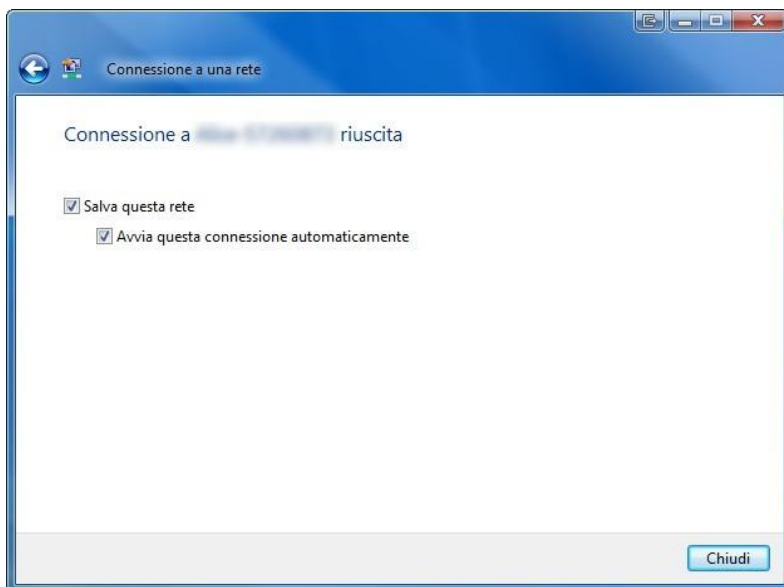 Connessione a una rete
Connessione a riuscita
Salva questa rete
Avvia questa connessione automaticamente
Chiudi